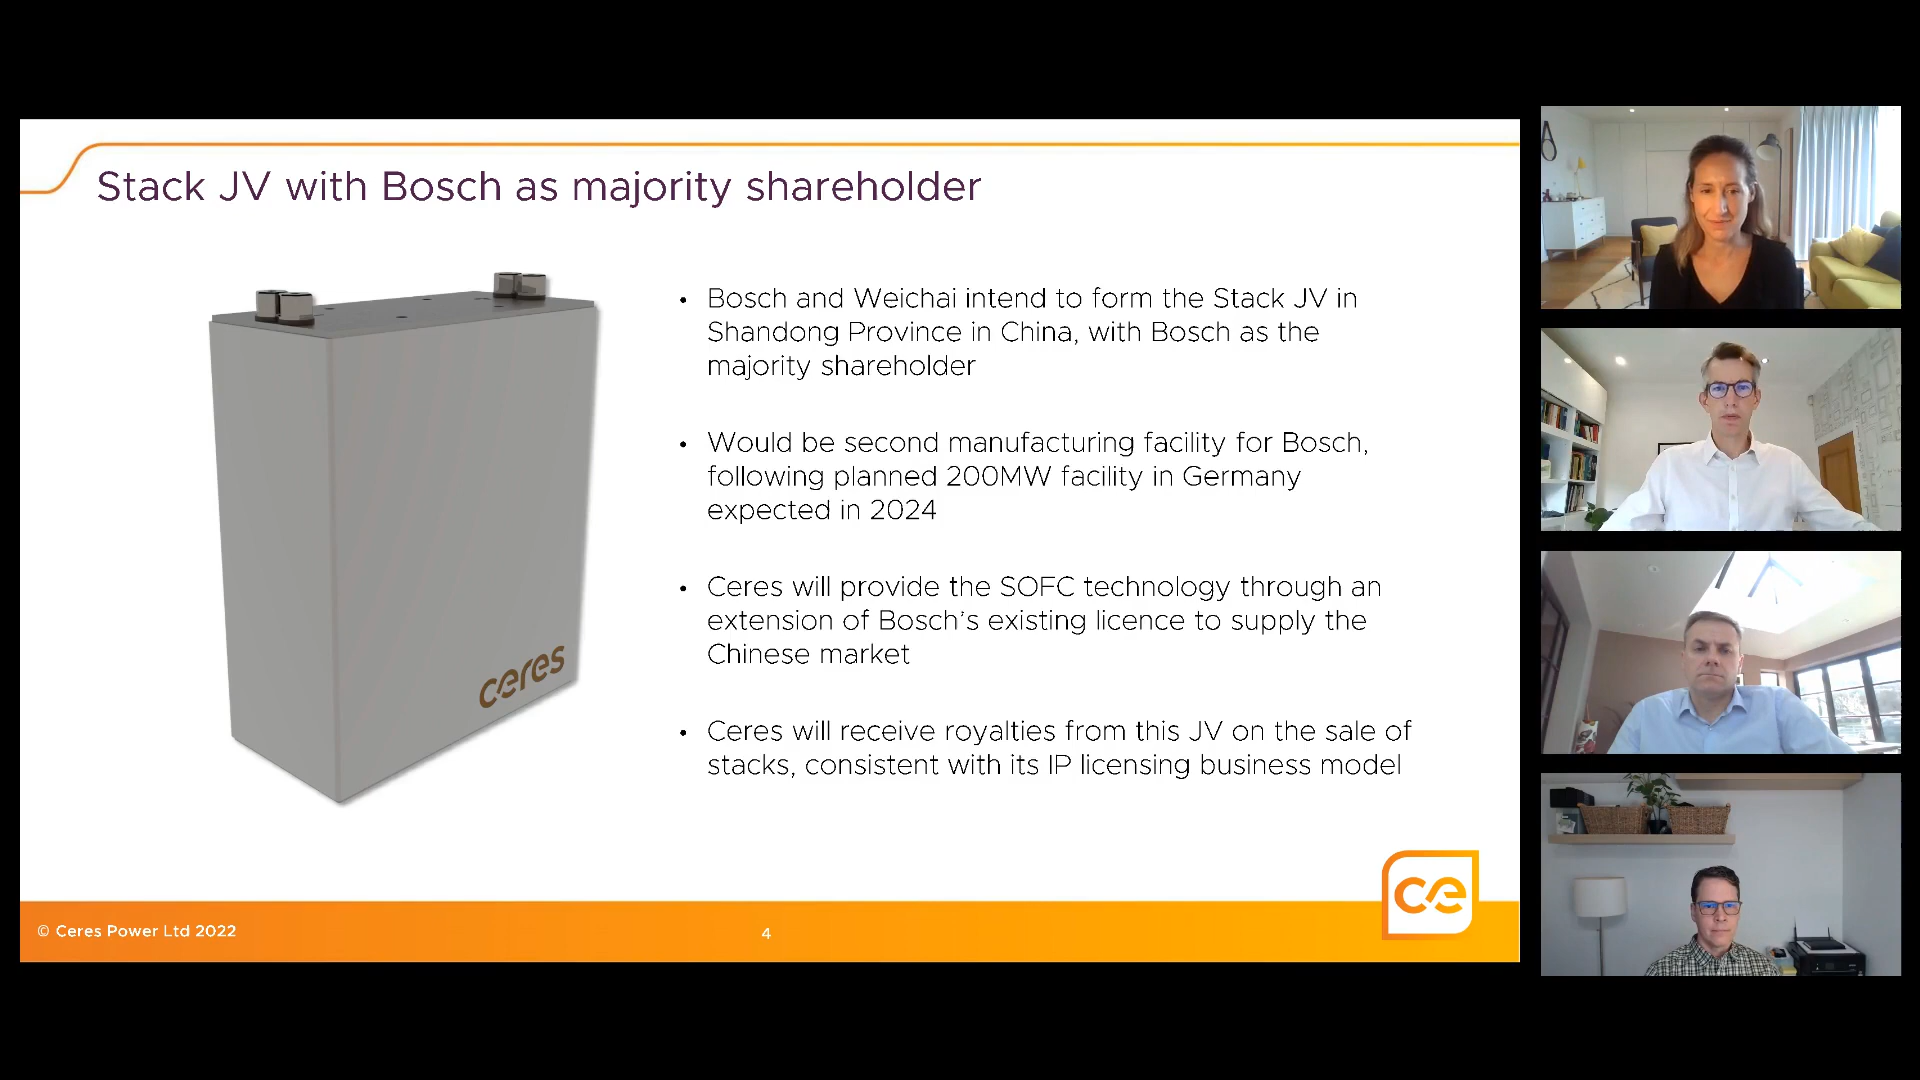 Stack JV with Bosch as majority shareholder
• Bosch and Weichai intend to form the Stack JV in
Shandong Province in China, with Bosch as the
majority shareholder
• Would be second manufacturing facility for Bosch,
following planned 200MW facility in Germany
expected in 2024
• Ceres will provide the SOFC technology through an
extension of Bosch’s existing licence to supply the
Chinese market
• Ceres will receive royalties from this JV on the sale of
stacks, consistent with its IP licensing business model
ceres
ce
© Ceres Power Ltd 2022
4